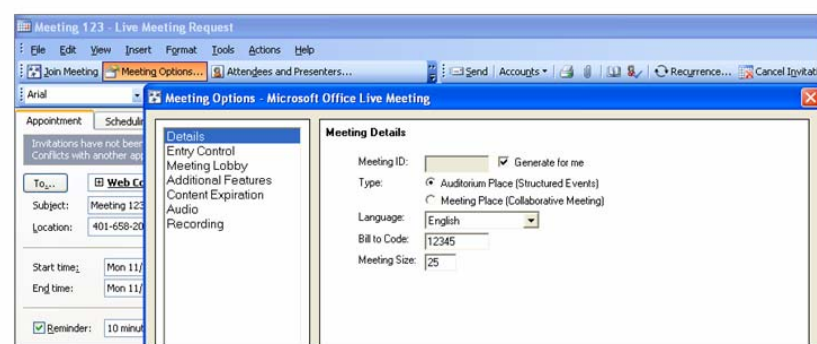 Meeting 123 - Live Meeting Request
File Edit View Insert Format Tools Actions Help
Join Meeting Meeting Options... Attendees and Presenters... Send Accounts Recurrence... Cancel Invitati
Arial
Meeting Options - Microsoft Office Live Meeting
Appointment Schedulin
Invitations have not been
Conflicts with another app
To... Web Co
Subject: Meeting 123
Location: 401-658-20
Start time: Mon 11/
End time: Mon 11/
Reminder: 10 minut
Details
Entry Control
Meeting Lobby
Additional Features
Content Expiration
Audio
Recording
Meeting Details
Meeting ID: Generate for me
Type: Auditorium Place (Structured Events)
Meeting Place (Collaborative Meeting)
Language: English
Bill to Code: 12345
Meeting Size: 25